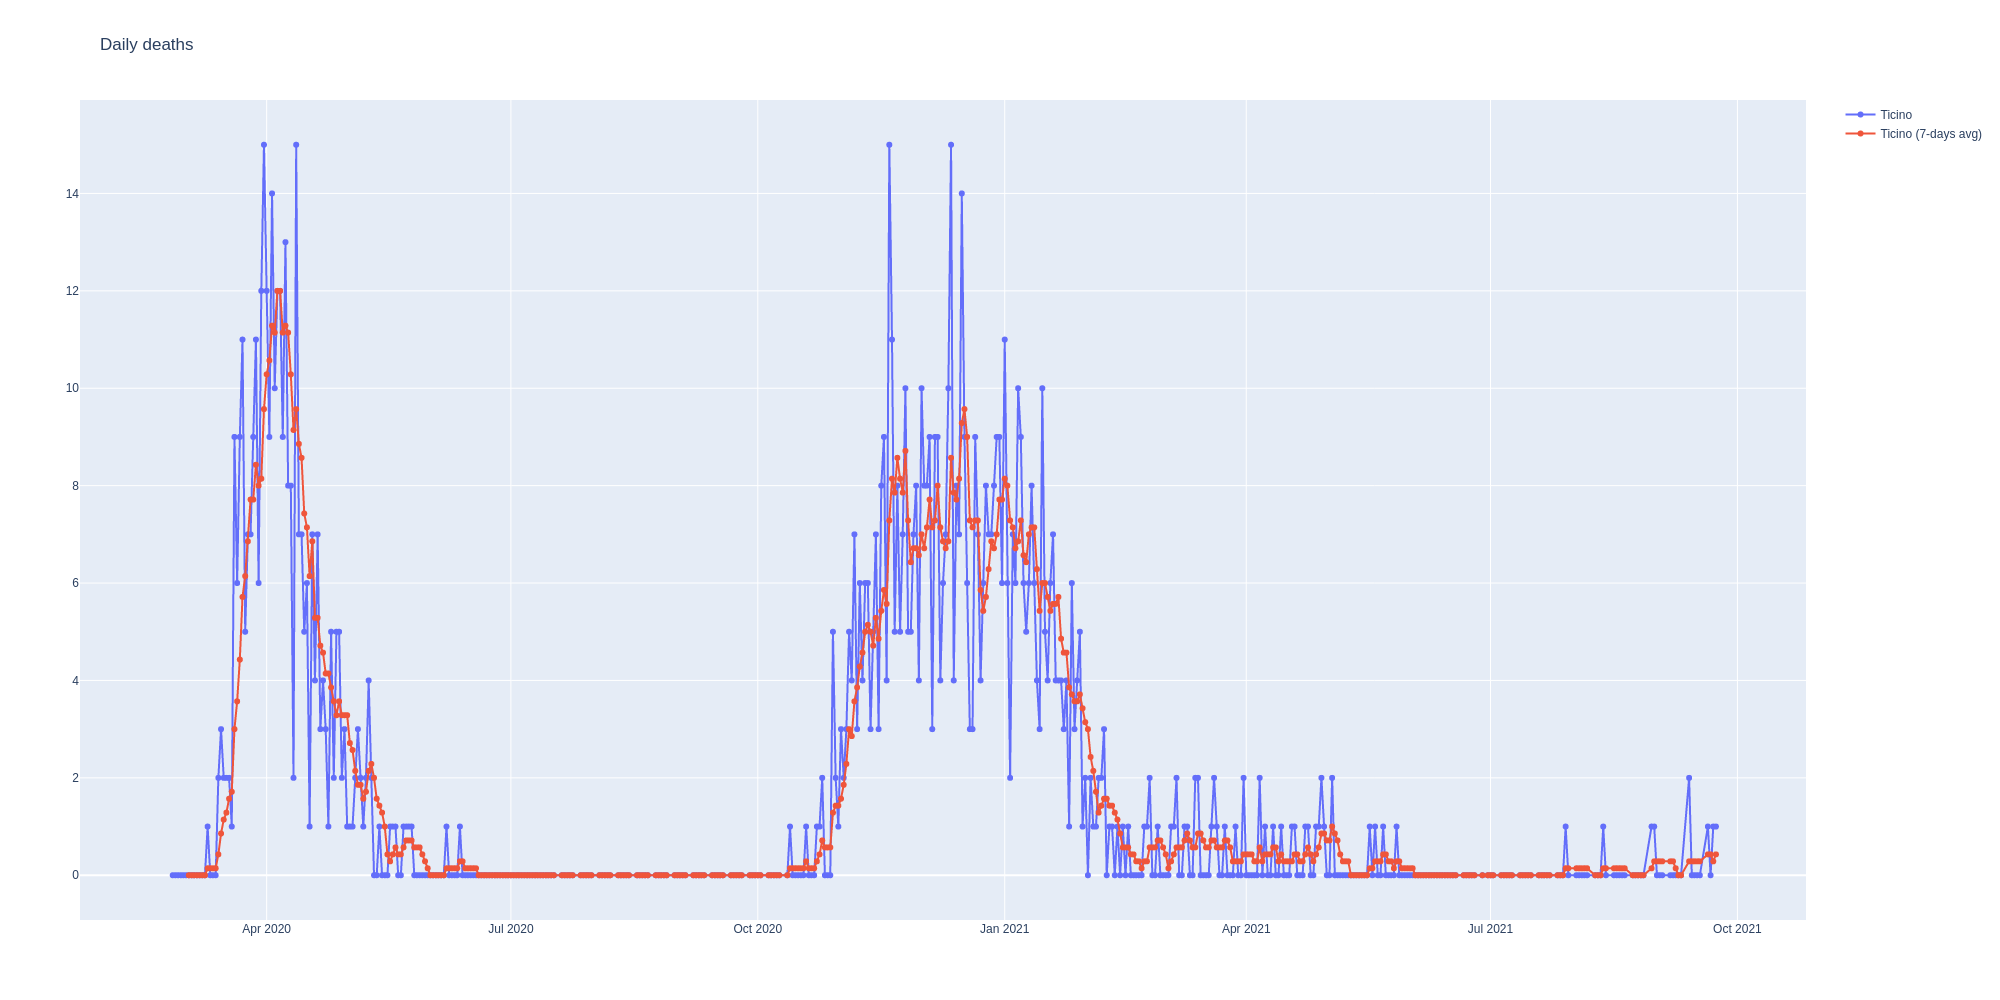 Daily deaths
Ticino
Ticino (7-days avg)
14
12
10
8
6
4
2
0
Apr 2020
Jul 2020
Oct 2020
Jan 2021
Apr 2021
Jul 2021
Oct 2021